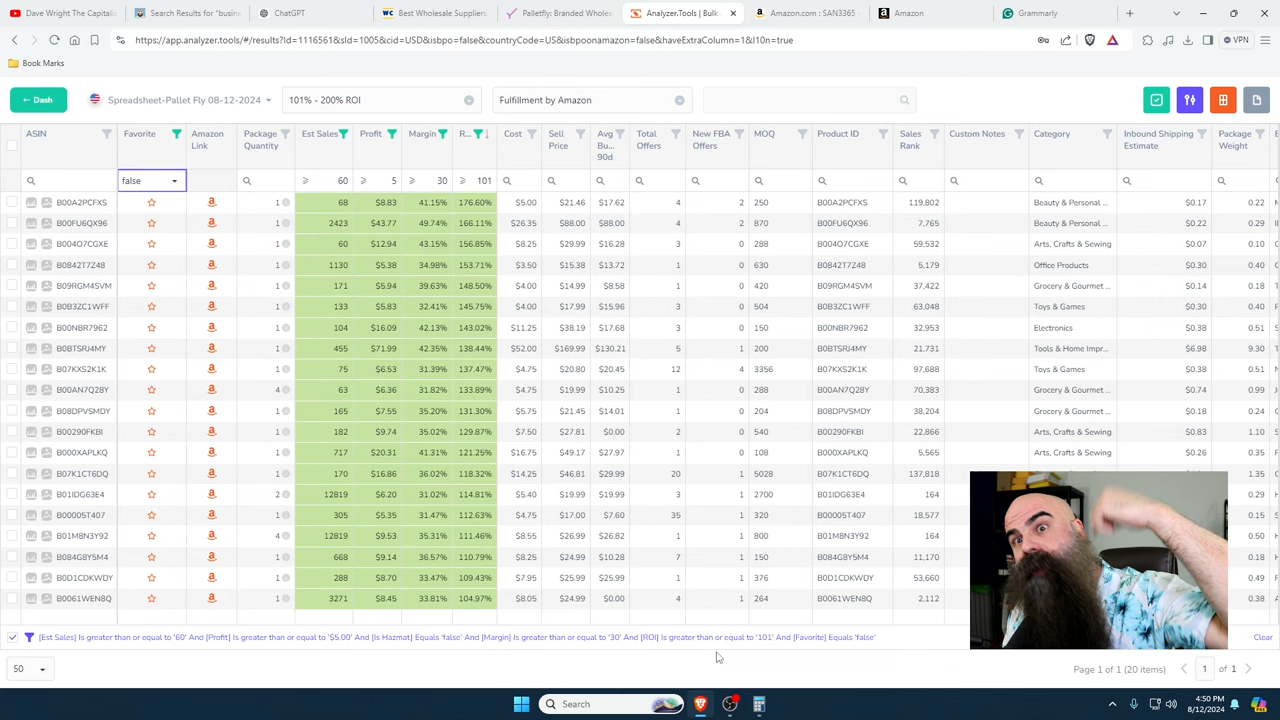 Dave Wright The Capitalis
Search Results for "busine
ChatGPT
Best Wholesale Suppliers
Palletfly: Branded Wholes
Analyzer.Tools | Bulk
Amazon.com : SAN3365
Amazon
Grammarly
https://app.analyzer.tools/#/results?Id=1116561&sId=1005&cid=USD&isbpo=false&countryCode=US&isbpoonamazon=false&haveExtraColumn=1&l10n=true
VPN
Book Marks
← Dash
Spreadsheet-Pallet Fly 08-12-2024
101% - 200% ROI
Fulfillment by Amazon
ASIN Favorite Amazon Link Package Quantity Est Sales Profit Margin R... Cost Sell Price Avg Bu... 90d Total Offers New FBA Offers MOQ Product ID Sales Rank Custom Notes Category Inbound Shipping Estimate Package Weight
false ≥ 60 ≥ 5 ≥ 30 ≥ 101
B00A2PCFXS 1 68 $8.83 41.15% 176.60% $5.00 $21.46 $17.62 4 2 250 B00A2PCFXS 119,802 Beauty & Personal ... $0.17 0.22
B00FU6QX96 1 2423 $43.77 49.74% 166.11% $26.35 $88.00 $88.00 4 2 870 B00FU6QX96 7,765 Beauty & Personal ... $0.22 0.29
B004O7CGXE 1 60 $12.94 43.15% 156.85% $8.25 $29.99 $16.28 3 0 288 B004O7CGXE 59,532 Arts, Crafts & Sewing $0.07 0.10
B0842T7Z48 1 1130 $5.38 34.98% 153.71% $3.50 $15.38 $13.72 1 0 630 B0842T7Z48 5,179 Office Products $0.30 0.40
B09RGM4SVM 1 171 $5.94 39.63% 148.50% $4.00 $14.99 $8.58 1 0 420 B09RGM4SVM 37,422 Grocery & Gourmet ... $0.14 0.18
B0B3ZC1WFF 1 133 $5.83 32.41% 145.75% $4.00 $17.99 $15.96 3 0 504 B0B3ZC1WFF 63,048 Toys & Games $0.30 0.40
B00NBR7962 1 104 $16.09 42.13% 143.02% $11.25 $38.19 $17.68 3 0 150 B00NBR7962 32,953 Electronics $0.38 0.51
B0BTSRJ4MY 1 455 $71.99 42.35% 138.44% $52.00 $169.99 $130.21 5 1 200 B0BTSRJ4MY 21,731 Tools & Home Impr... $6.98 9.30
B07KXS2K1K 1 75 $6.53 31.39% 137.47% $4.75 $20.80 $20.45 12 4 3356 B07KXS2K1K 97,688 Toys & Games $0.38 0.51
B00AN7Q28Y 4 63 $6.36 31.82% 133.89% $4.75 $19.99 $10.25 1 0 288 B00AN7Q28Y 70,383 Grocery & Gourmet ... $0.74 0.99
B08DPVSMDY 1 165 $7.55 35.20% 131.30% $5.75 $21.45 $14.01 1 0 204 B08DPVSMDY 38,204 Grocery & Gourmet ... $0.18 0.24
B00290FKBI 1 182 $9.74 35.02% 129.87% $7.50 $27.81 $0.00 2 0 540 B00290FKBI 22,866 Arts, Crafts & Sewing $0.83 1.10
B000XAPLKQ 1 717 $20.31 41.31% 121.25% $16.75 $49.17 $27.97 1 0 108 B000XAPLKQ 5,565 Arts, Crafts & Sewing $0.26 0.35
B07K1CT6DQ 1 170 $16.86 36.02% 118.32% $14.25 $46.81 $29.99 20 1 5028 B07K1CT6DQ 137,818
B01IDG63E4 2 12819 $6.20 31.02% 114.81% $5.40 $19.99 $19.99 3 1 2700 B01IDG63E4 164 0.29
B00005T407 1 305 $5.35 31.49% 112.63% $4.75 $17.00 $7.60 35 1 320 B00005T407 18,577 0.15
B01M8N3Y92 4 12819 $9.53 35.31% 111.46% $8.55 $26.99 $26.82 1 1 800 B01M8N3Y92 164 0.56
B084G8Y5M4 1 668 $9.14 36.57% 110.79% $8.25 $24.99 $10.28 7 1 150 B084G8Y5M4 11,170 0.18
B0D1CDKWDY 1 288 $8.70 33.47% 109.43% $7.95 $25.99 $25.99 1 1 376 B0D1CDKWDY 53,660 0.49
B0061WEN8Q 1 3271 $8.45 33.81% 104.97% $8.05 $24.99 $0.00 4 1 264 B0061WEN8Q 2,112 0.38
[Est Sales] Is greater than or equal to '60' And [Profit] Is greater than or equal to '$5.00' And [Is Hazmat] Equals 'false' And [Margin] Is greater than or equal to '30' And [ROI] Is greater than or equal to '101' And [Favorite] Equals 'false' Clear
50 Page 1 of 1 (20 items) 1 of 1
Search
4:50 PM
8/12/2024